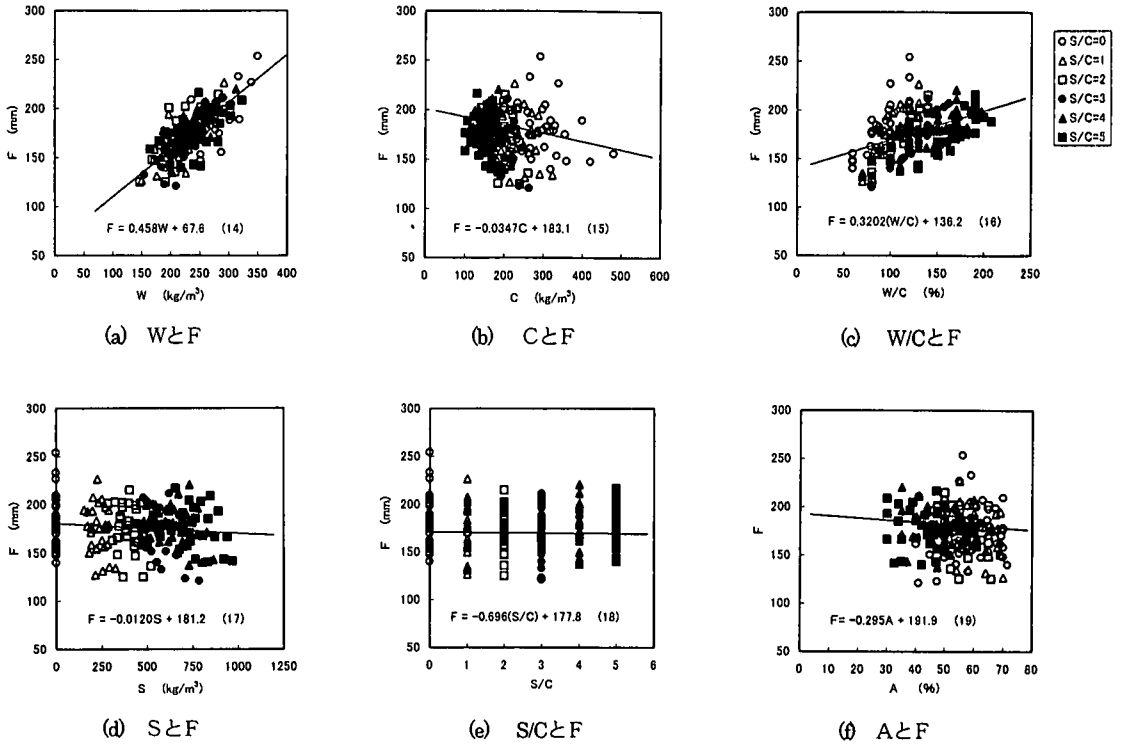 300
250
200
150
100
50
F (mm)
0 50 100 150 200 250 300 350 400
W (kg/m³)
F = 0.458W + 67.6 (14)
(a) WとF
300
250
200
150
100
50
F (mm)
0 100 200 300 400 500 600
C (kg/m³)
F = -0.0347C + 183.1 (15)
(b) CとF
300
250
200
150
100
50
F (mm)
0 50 100 150 200 250
W/C (%)
F = 0.3202(W/C) + 136.2 (16)
(c) W/CとF
S/C=0
S/C=1
S/C=2
S/C=3
S/C=4
S/C=5
300
250
200
150
100
50
F (mm)
0 250 500 750 1000 1250
S (kg/m³)
F = -0.0120S + 181.2 (17)
(d) SとF
300
250
200
150
100
50
F (mm)
0 1 2 3 4 5 6
S/C
F = -0.696(S/C) + 177.8 (18)
(e) S/CとF
300
250
200
150
100
50
F (mm)
0 10 20 30 40 50 60 70 80
A (%)
F=-0.295A + 191.9 (19)
(f) AとF